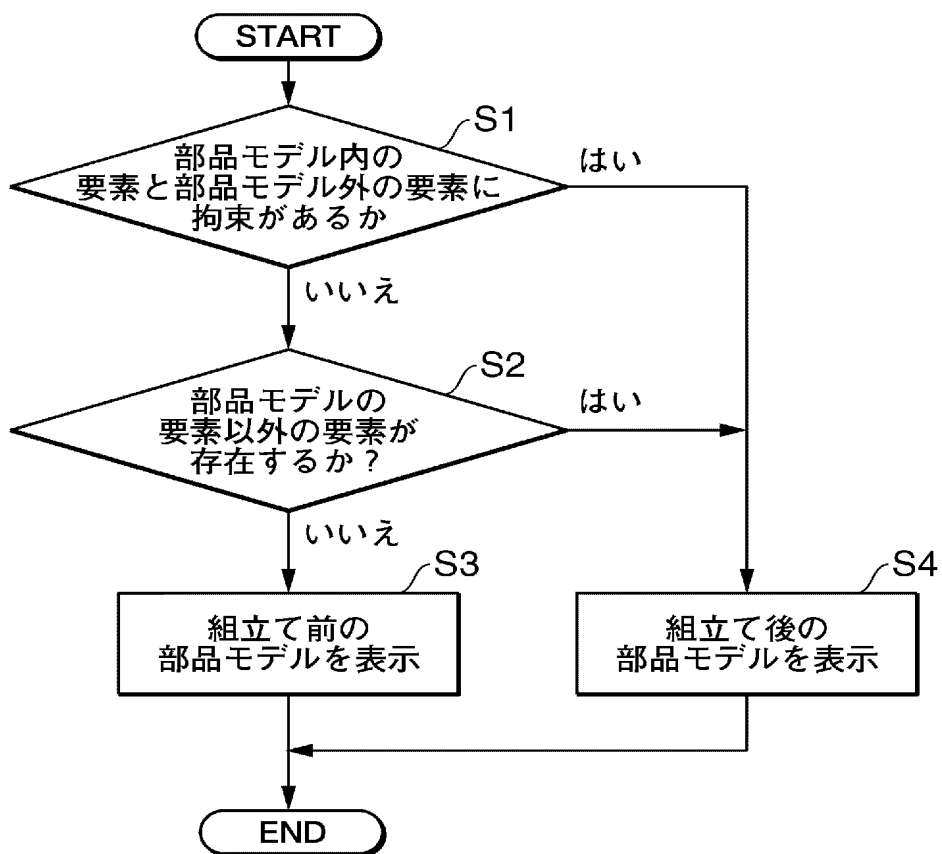 START
S1
部品モデル内の
要素と部品モデル外の要素に
拘束があるか
はい
いいえ
S2
部品モデルの
要素以外の要素が
存在するか？
はい
いいえ
S3
組立て前の
部品モデルを表示
S4
組立て後の
部品モデルを表示
END